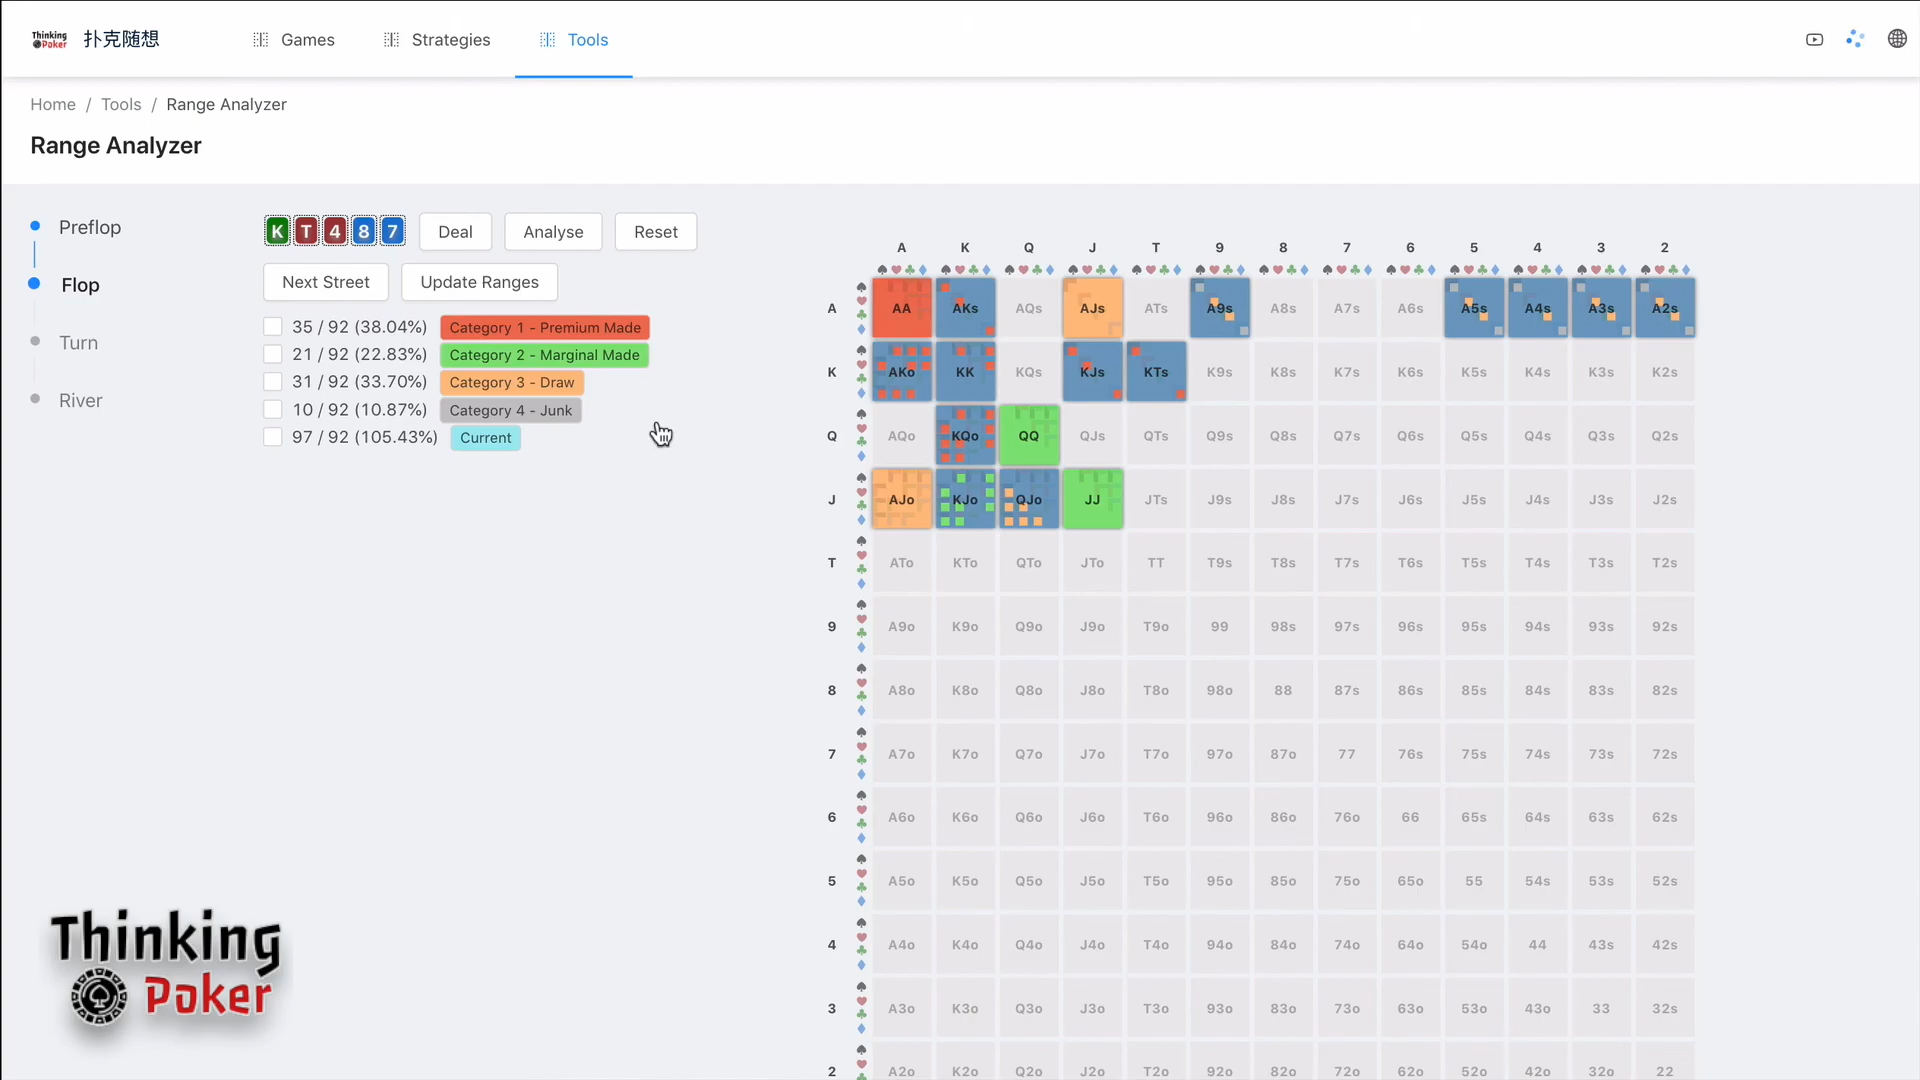 Thinking Poker 扑克随想 Games Strategies Tools
Home / Tools / Range Analyzer
Range Analyzer
Preflop
Flop
Turn
River
K T 4 8 7 Deal Analyse Reset
Next Street Update Ranges
35 / 92 (38.04%) Category 1 - Premium Made
21 / 92 (22.83%) Category 2 - Marginal Made
31 / 92 (33.70%) Category 3 - Draw
10 / 92 (10.87%) Category 4 - Junk
97 / 92 (105.43%) Current
A K Q J T 9 8 7 6 5 4 3 2
A AA AKs AQs AJs ATs A9s A8s A7s A6s A5s A4s A3s A2s
K AKo KK KQs KJs KTs K9s K8s K7s K6s K5s K4s K3s K2s
Q AQo KQo QQ QJs QTs Q9s Q8s Q7s Q6s Q5s Q4s Q3s Q2s
J AJo KJo QJo JJ JTs J9s J8s J7s J6s J5s J4s J3s J2s
T ATo KTo QTo JTo TT T9s T8s T7s T6s T5s T4s T3s T2s
9 A9o K9o Q9o J9o T9o 99 98s 97s 96s 95s 94s 93s 92s
8 A8o K8o Q8o J8o T8o 98o 88 87s 86s 85s 84s 83s 82s
7 A7o K7o Q7o J7o T7o 97o 87o 77 76s 75s 74s 73s 72s
6 A6o K6o Q6o J6o T6o 96o 86o 76o 66 65s 64s 63s 62s
5 A5o K5o Q5o J5o T5o 95o 85o 75o 65o 55 54s 53s 52s
4 A4o K4o Q4o J4o T4o 94o 84o 74o 64o 54o 44 43s 42s
3 A3o K3o Q3o J3o T3o 93o 83o 73o 63o 53o 43o 33 32s
2 A2o K2o Q2o J2o T2o 92o 82o 72o 62o 52o 42o 32o 22
Thinking
Poker